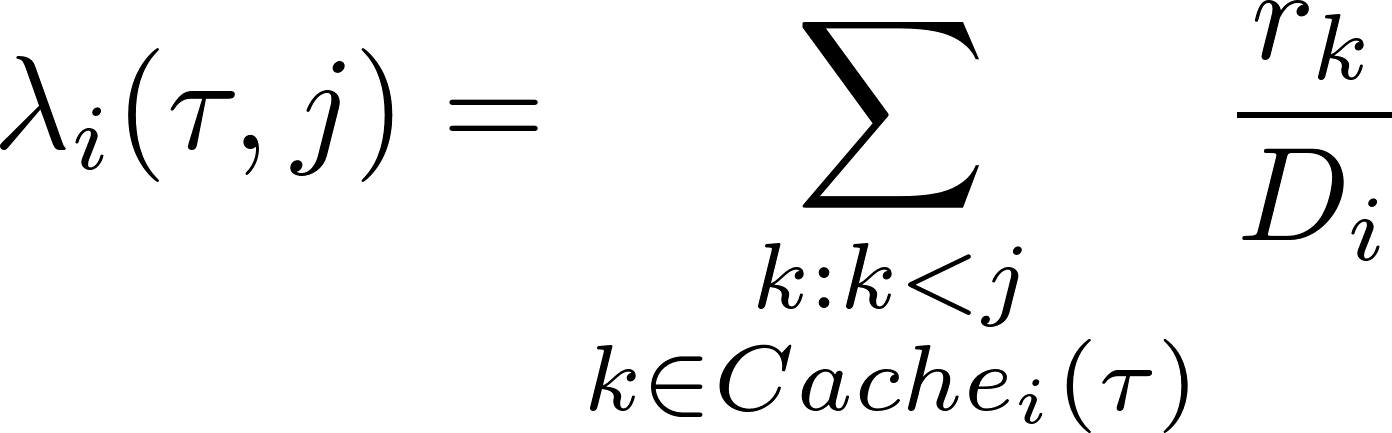 λ_i(τ, j) = ∑_{k:k<j, k∈Cache_i(τ)} r_k / D_i